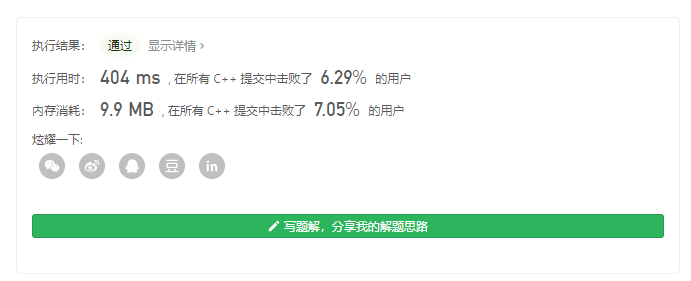 执行结果： 通过 显示详情 >
执行用时： 404 ms , 在所有 C++ 提交中击败了 6.29% 的用户
内存消耗： 9.9 MB , 在所有 C++ 提交中击败了 7.05% 的用户
炫耀一下:
豆 in
写题解，分享我的解题思路